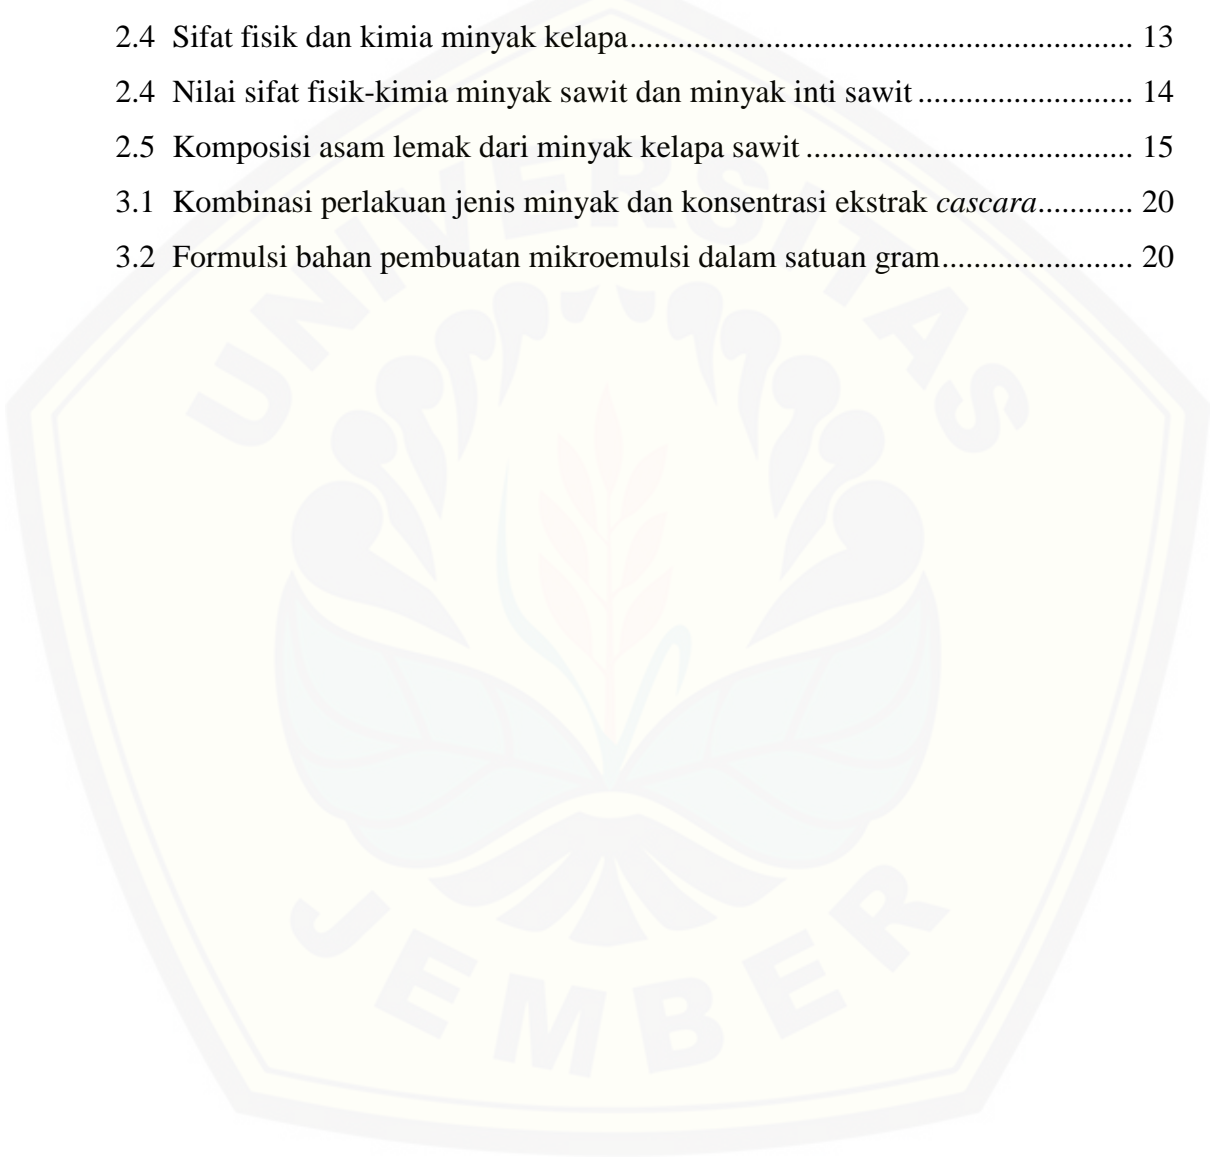 2.4 Sifat fisik dan kimia minyak kelapa........................................................................... 13
2.4 Nilai sifat fisik-kimia minyak sawit dan minyak inti sawit........................... 14
2.5 Komposisi asam lemak dari minyak kelapa sawit......................................... 15
3.1 Kombinasi perlakuan jenis minyak dan konsentrasi ekstrak cascara............ 20
3.2 Formulsi bahan pembuatan mikroemulsi dalam satuan gram........................ 20
UNIVERSITAS
JEMBER